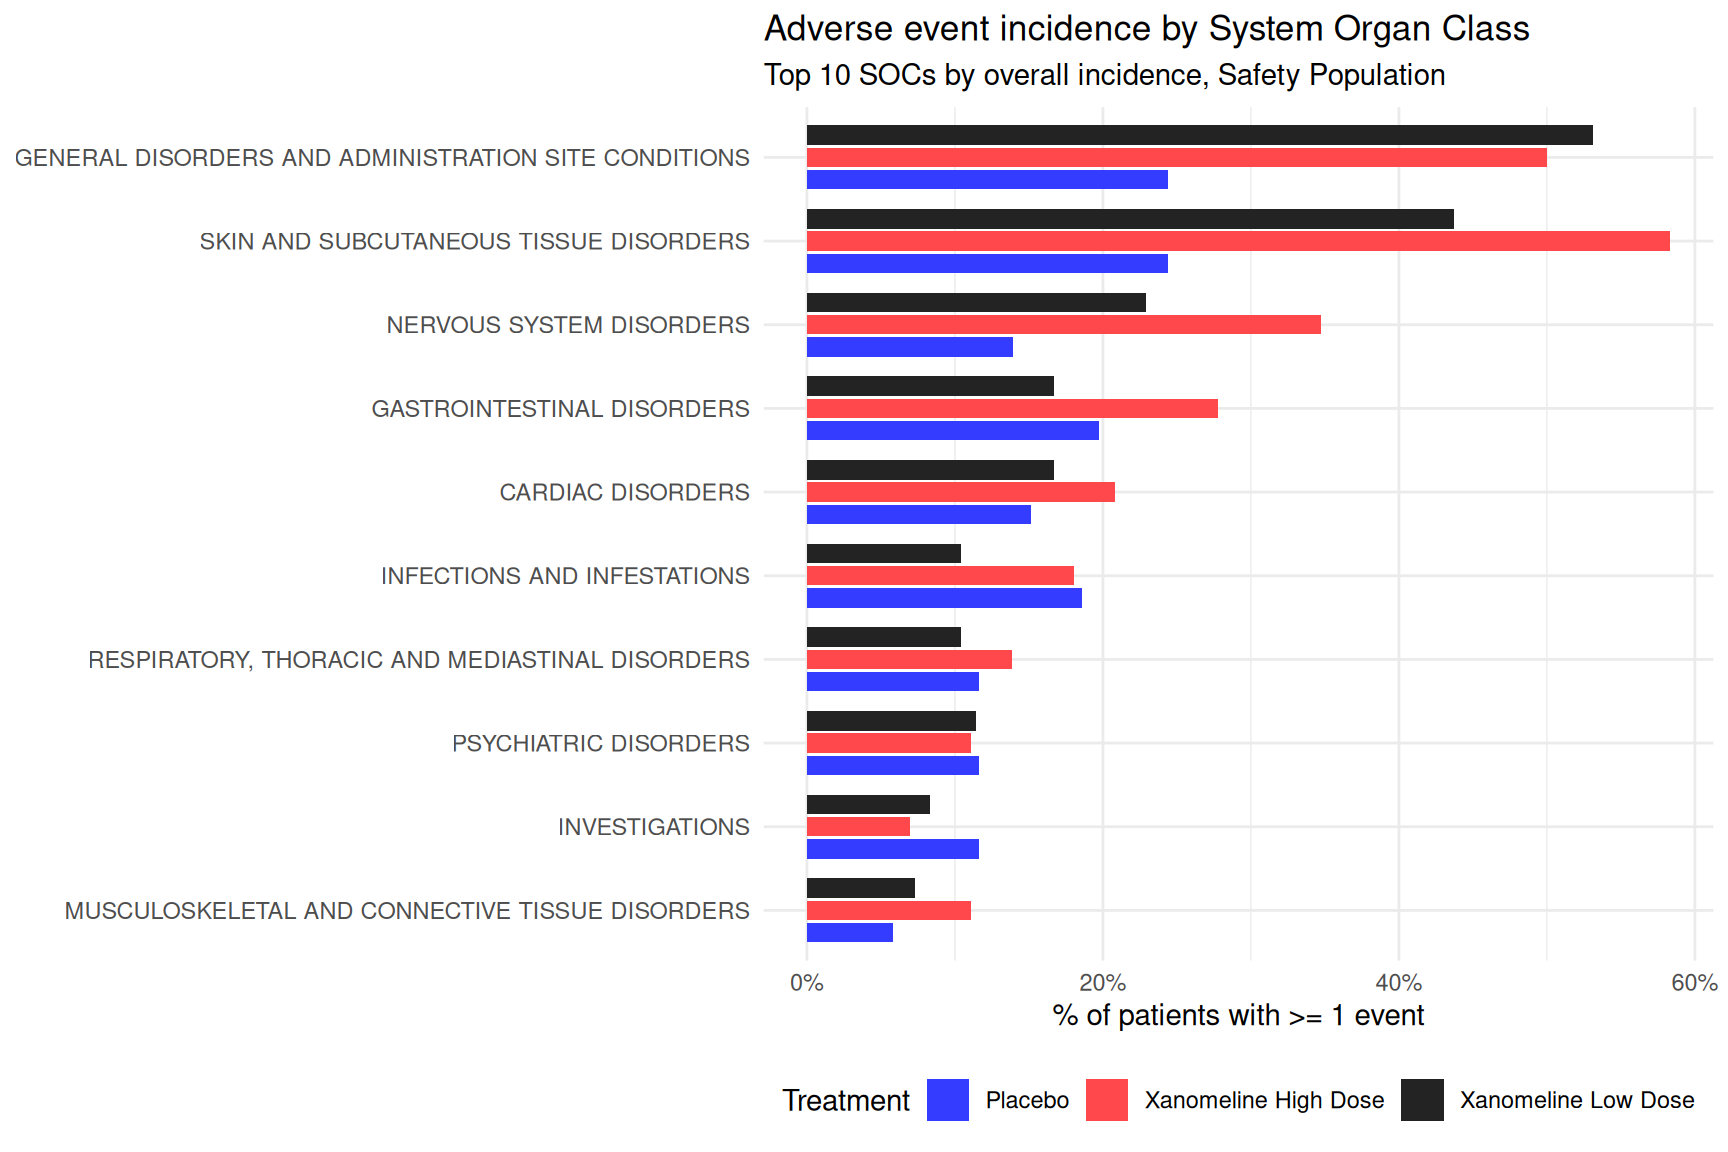 Adverse event incidence by System Organ Class
Top 10 SOCs by overall incidence, Safety Population
GENERAL DISORDERS AND ADMINISTRATION SITE CONDITIONS
SKIN AND SUBCUTANEOUS TISSUE DISORDERS
NERVOUS SYSTEM DISORDERS
GASTROINTESTINAL DISORDERS
CARDIAC DISORDERS
INFECTIONS AND INFESTATIONS
RESPIRATORY, THORACIC AND MEDIASTINAL DISORDERS
PSYCHIATRIC DISORDERS
INVESTIGATIONS
MUSCULOSKELETAL AND CONNECTIVE TISSUE DISORDERS
0% 20% 40% 60%
% of patients with >= 1 event
Treatment Placebo Xanomeline High Dose Xanomeline Low Dose